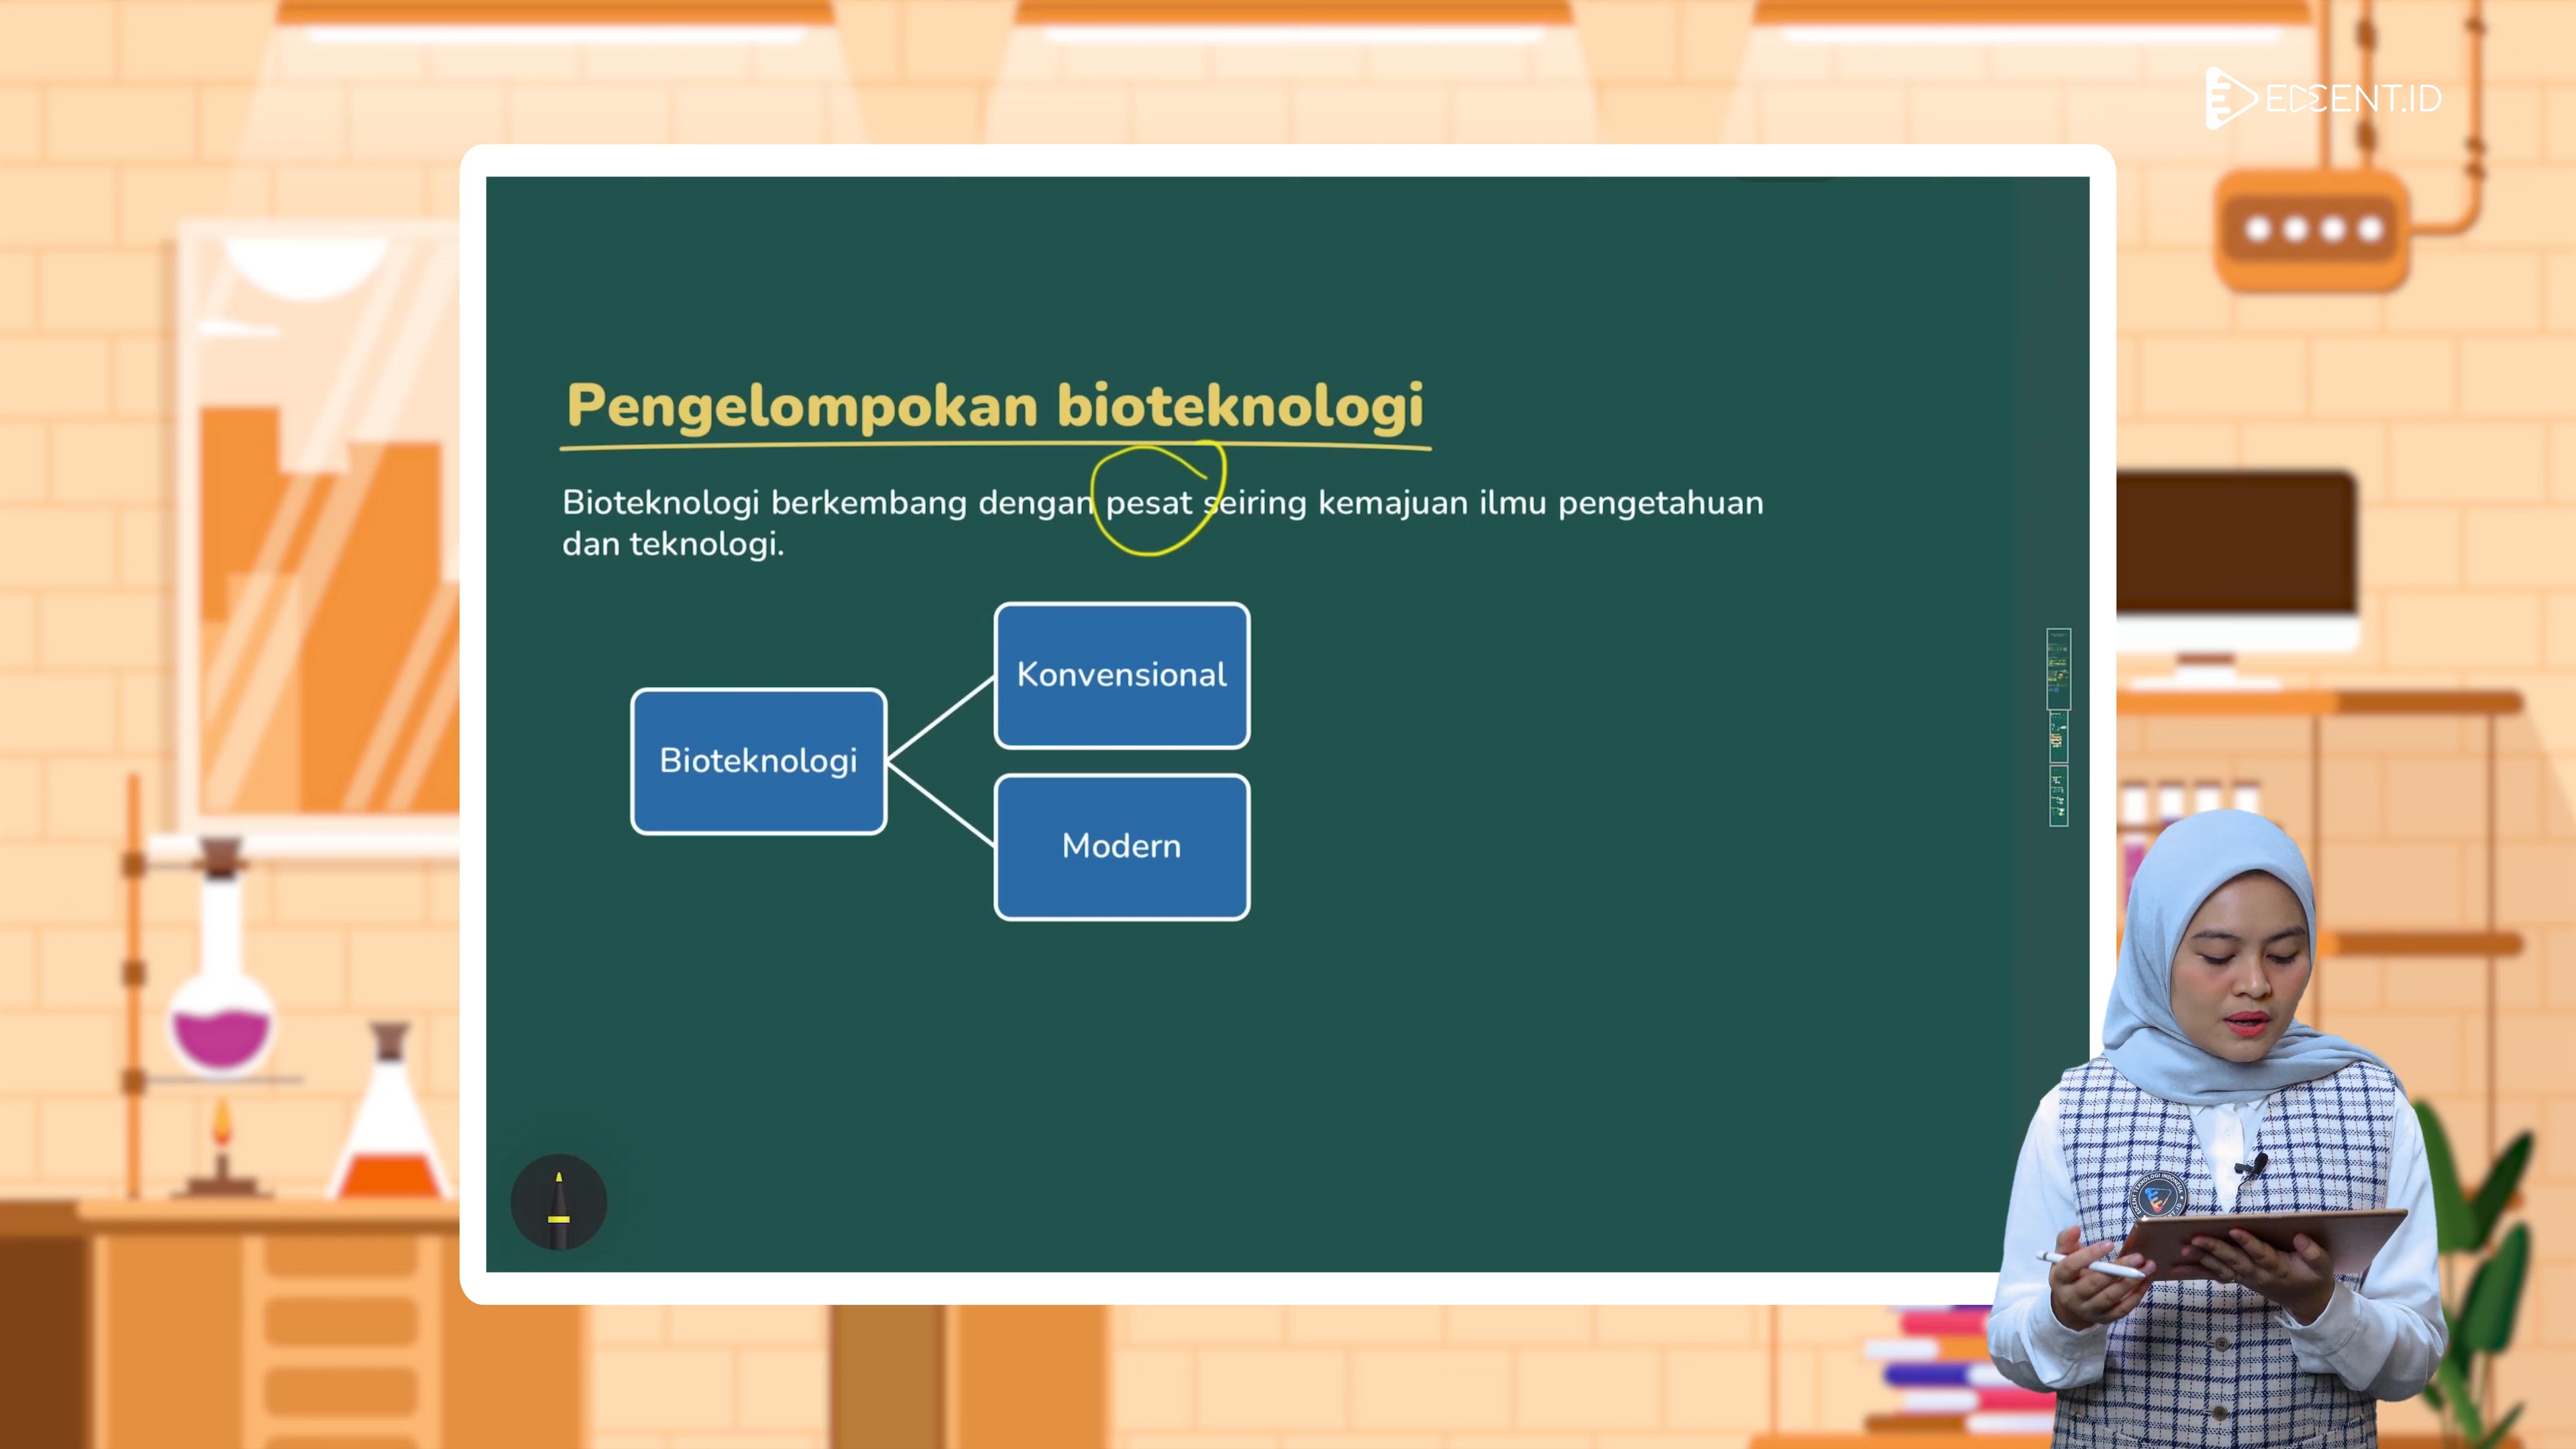 EDCENT.ID
Pengelompokan bioteknologi
Bioteknologi berkembang dengan pesat seiring kemajuan ilmu pengetahuan
dan teknologi.
Konvensional
Bioteknologi
Modern